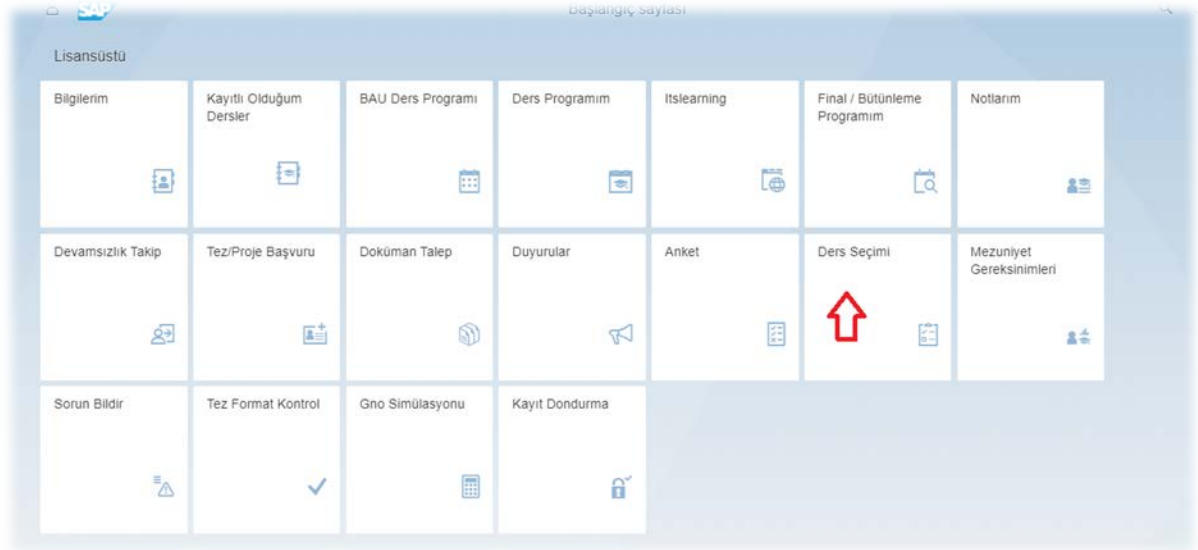 SAP Başlangıç sayfası
Lisansüstü
Bilgilerim
Kayıtlı Olduğum
Dersler
BAU Ders Programı
Ders Programım
Itslearning
Final / Bütünleme
Programım
Notlarım
Devamsızlık Takip
Tez/Proje Başvuru
Doküman Talep
Duyurular
Anket
Ders Seçimi
Mezuniyet
Gereksinimleri
Sorun Bildir
Tez Format Kontrol
Gno Simülasyonu
Kayıt Dondurma